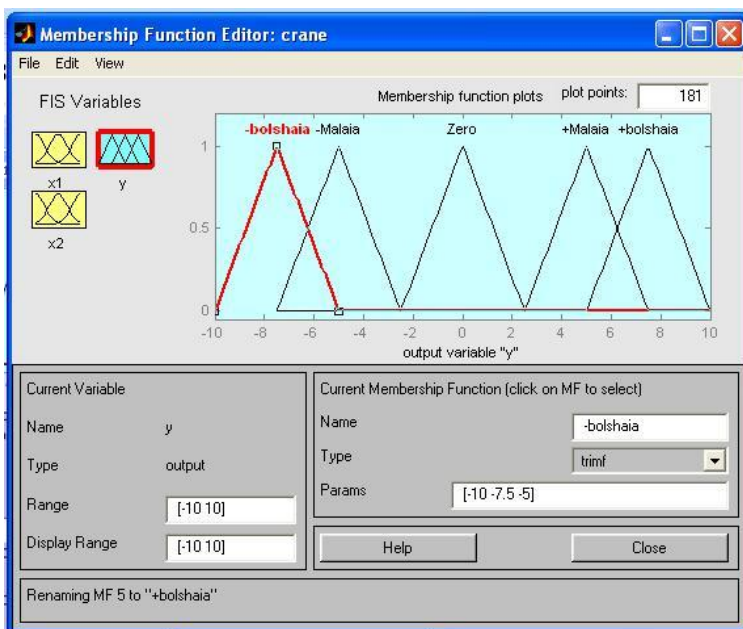 Membership Function Editor: crane
File Edit View
FIS Variables
Membership function plots plot points: 181
x1
y
x2
-bolshaia -Malaia Zero +Malaia +bolshaia
1
0.5
0
-10 -8 -6 -4 -2 0 2 4 6 8 10
output variable "y"
Current Variable
Name y
Type output
Range [-10 10]
Display Range [-10 10]
Current Membership Function (click on MF to select)
Name -bolshaia
Type trimf
Params [-10 -7.5 -5]
Help Close
Renaming MF 5 to "+bolshaia"